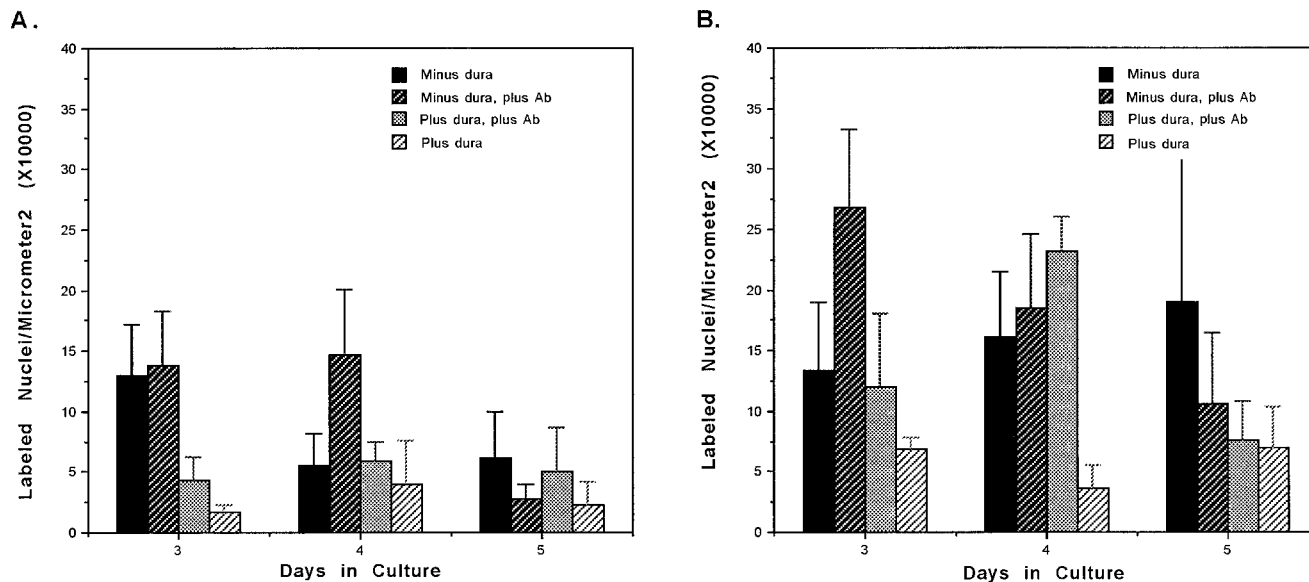 A.
40
35
30
25
20
15
10
5
0
Labeled Nuclei/Micrometer2 (X10000)
Minus dura
Minus dura, plus Ab
Plus dura, plus Ab
Plus dura
3
4
5
Days in Culture
B.
40
35
30
25
20
15
10
5
0
Labeled Nuclei/Micrometer2 (X10000)
Minus dura
Minus dura, plus Ab
Plus dura, plus Ab
Plus dura
3
4
5
Days in Culture